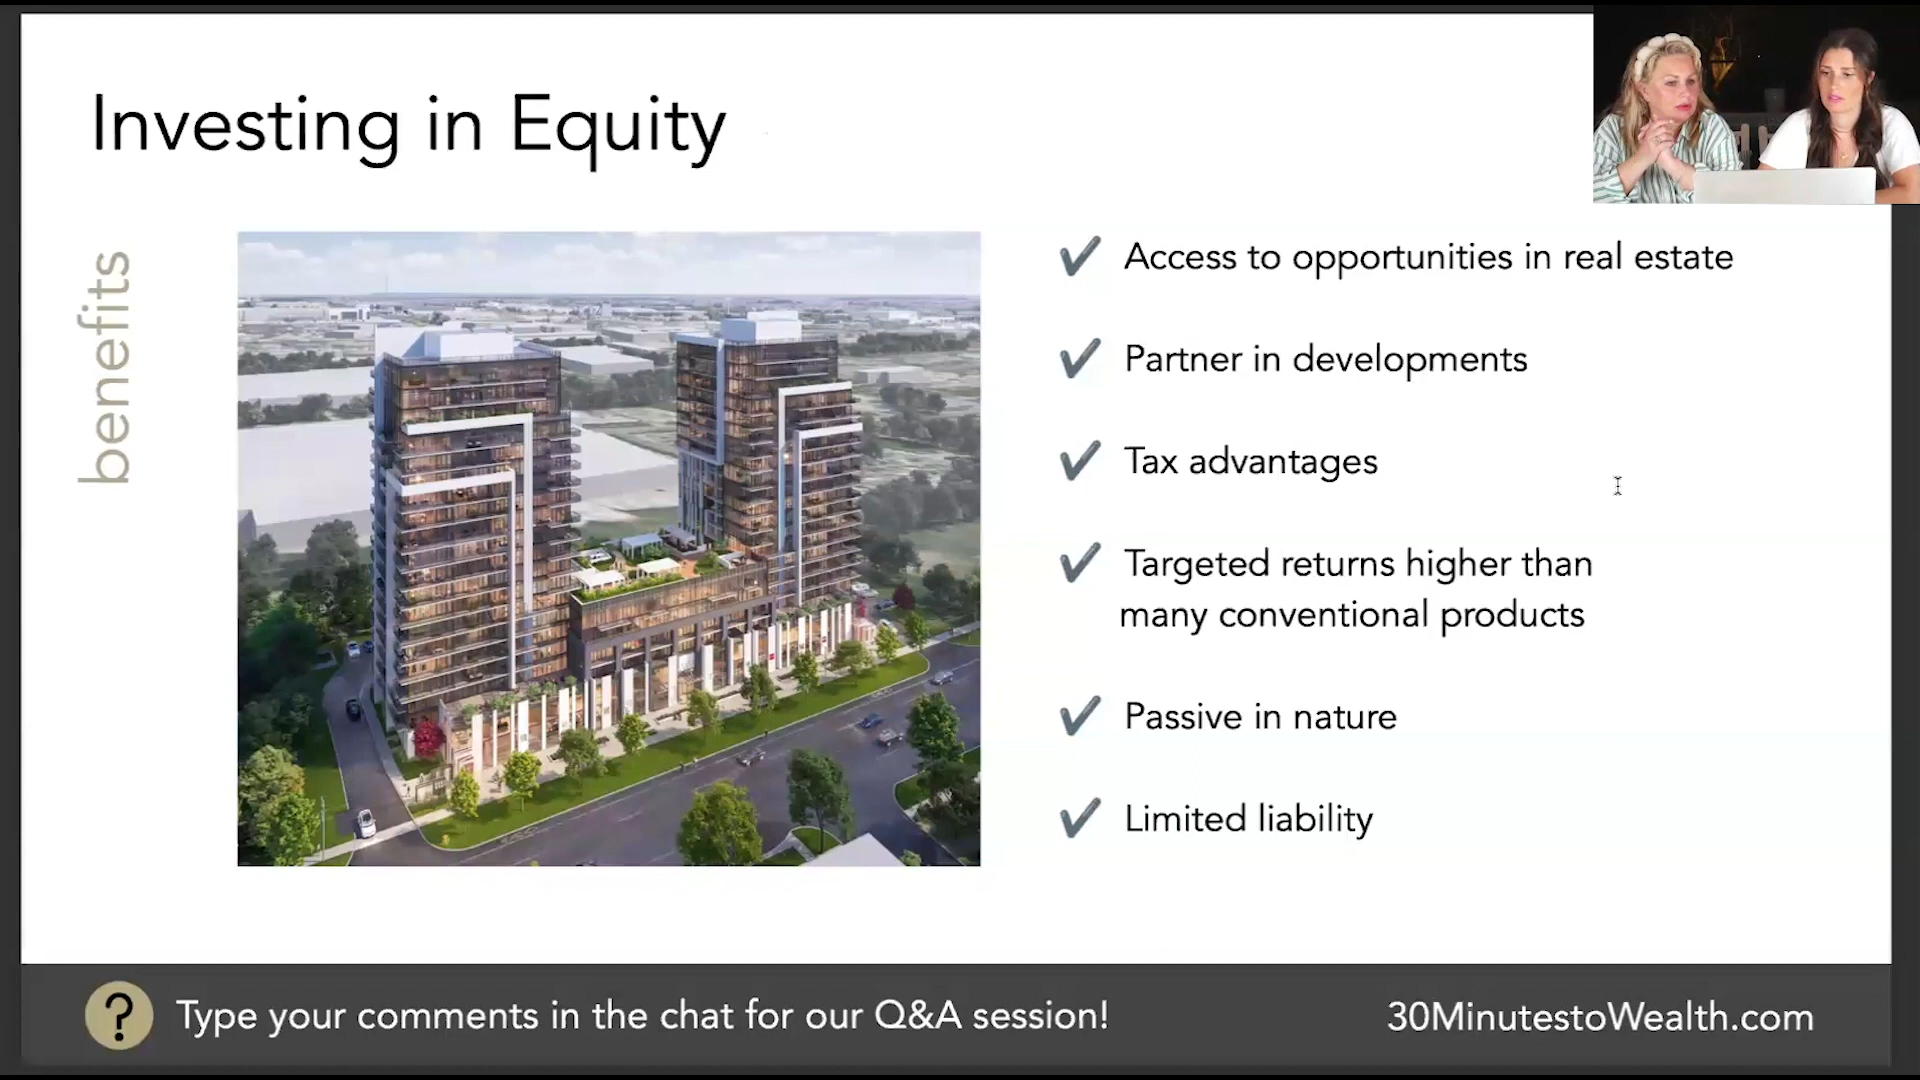 Investing in Equity
benefits
✔ Access to opportunities in real estate
✔ Partner in developments
✔ Tax advantages
✔ Targeted returns higher than
many conventional products
✔ Passive in nature
✔ Limited liability
? Type your comments in the chat for our Q&A session!
30MinutestoWealth.com